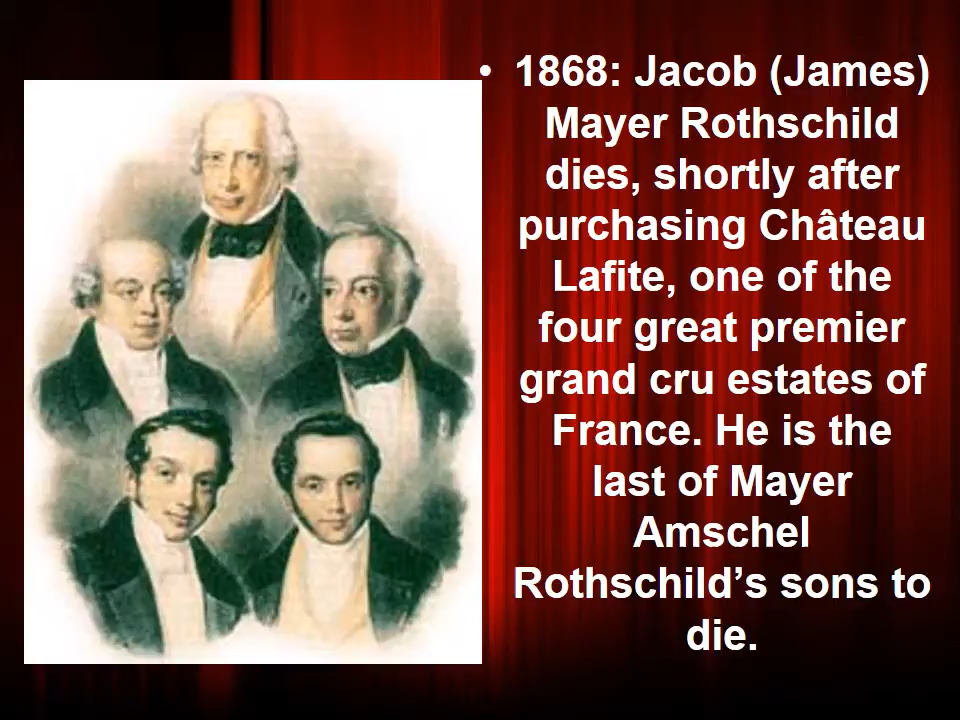 • 1868: Jacob (James)
Mayer Rothschild
dies, shortly after
purchasing Château
Lafite, one of the
four great premier
grand cru estates of
France. He is the
last of Mayer
Amschel
Rothschild’s sons to
die.